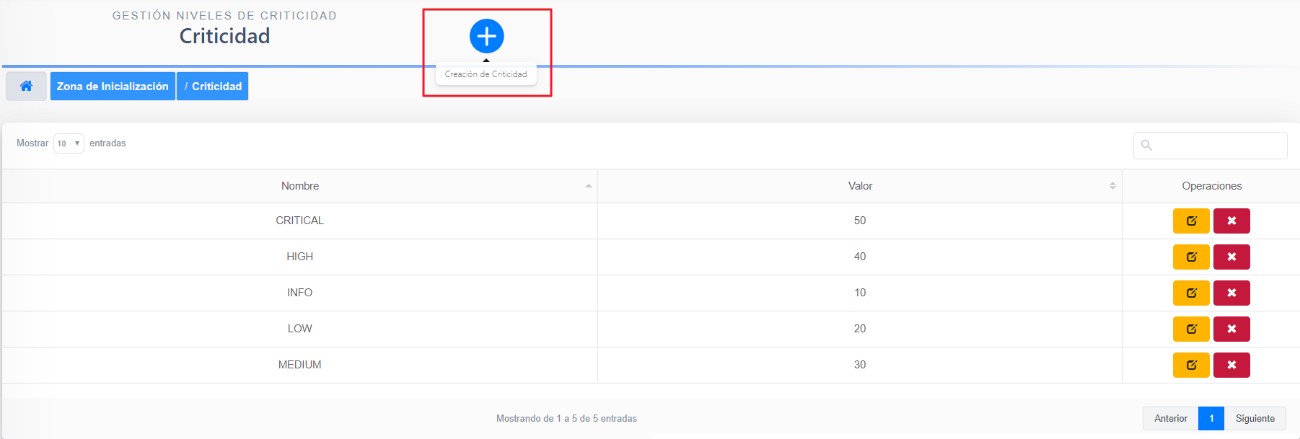 GESTIÓN NIVELES DE CRITICIDAD
Criticidad
Creación de Criticidad
Zona de Inicialización / Criticidad
Mostrar 10 entradas
Nombre Valor Operaciones
CRITICAL 50
HIGH 40
INFO 10
LOW 20
MEDIUM 30
Mostrando de 1 a 5 de 5 entradas Anterior 1 Siguiente